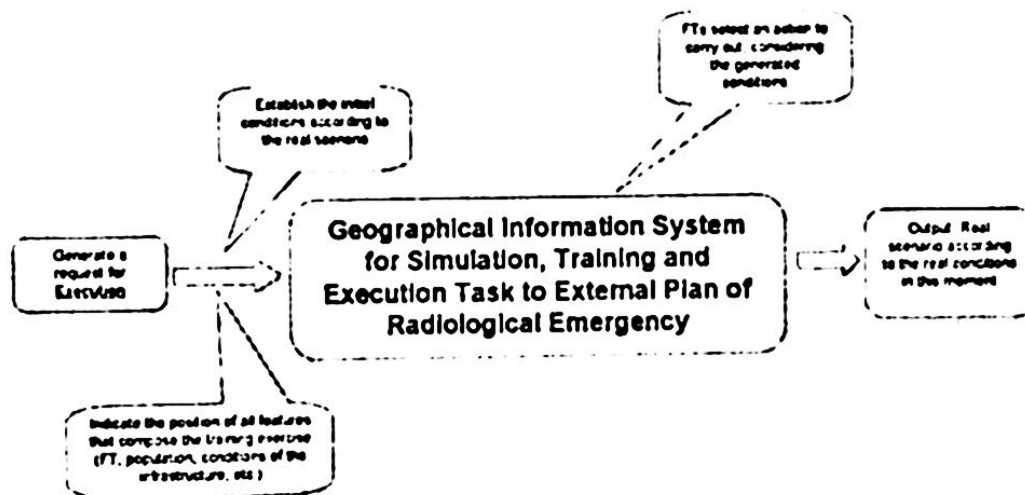 FTs select an action to
carry out, considering
the generated
conditions
Establish the initial
conditions according to
the real scenario
Geographical Information System
for Simulation, Training and
Execution Task to External Plan of
Radiological Emergency
Generate a
request for
Execution
Output: Real
scenario according
to the real conditions
in this moment
Indicate the position of all features
that compose the training exercise
(FT, population, conditions of the
infrastructure, etc.)